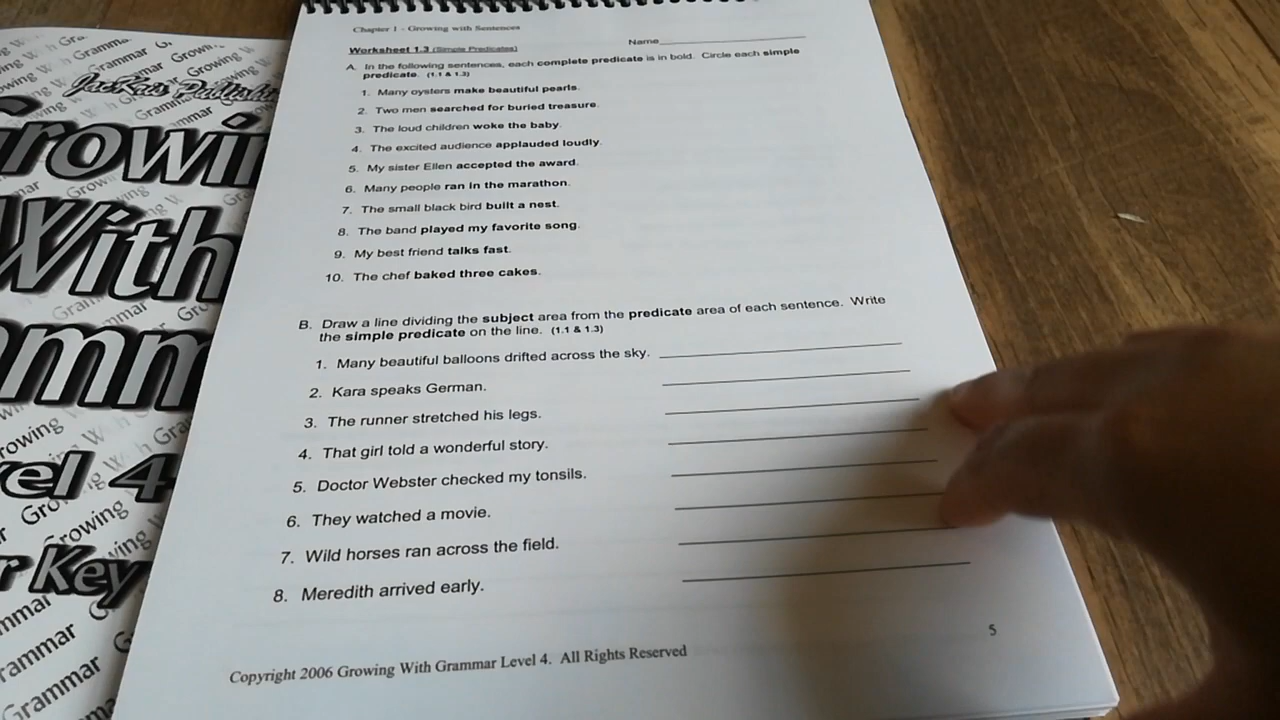 Chapter 1 - Growing with Sentences
Worksheet 1.3 (Simple Predicates)
Name
A. In the following sentences, each complete predicate is in bold. Circle each simple
predicate. (1.1 & 1.3)
1. Many oysters make beautiful pearls.
2. Two men searched for buried treasure.
3. The loud children woke the baby.
4. The excited audience applauded loudly.
5. My sister Ellen accepted the award.
6. Many people ran in the marathon.
7. The small black bird built a nest.
8. The band played my favorite song.
9. My best friend talks fast.
10. The chef baked three cakes.
B. Draw a line dividing the subject area from the predicate area of each sentence. Write
the simple predicate on the line. (1.1 & 1.3)
1. Many beautiful balloons drifted across the sky.
2. Kara speaks German.
3. The runner stretched his legs.
4. That girl told a wonderful story.
5. Doctor Webster checked my tonsils.
6. They watched a movie.
7. Wild horses ran across the field.
8. Meredith arrived early.
5
Copyright 2006 Growing With Grammar Level 4. All Rights Reserved
JacKris Publishi
Growin
With
amm
el 4
r Key